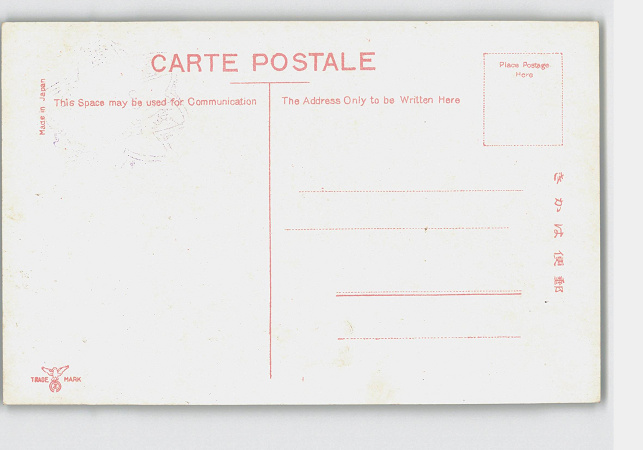 CARTE POSTALE
Place Postage
Here
Made in Japan
This Space may be used for Communication
The Address Only to be Written Here
郵便はかき
TRADE MARK